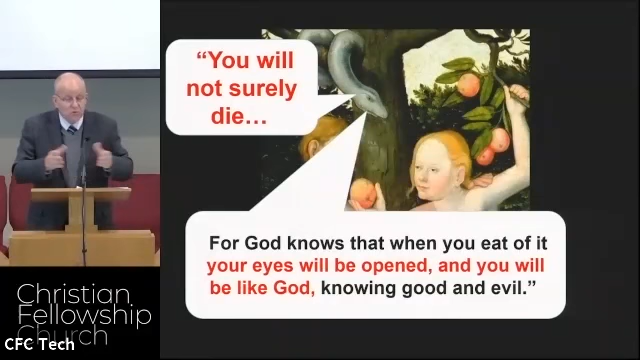 “You will
not surely
die…
For God knows that when you eat of it
your eyes will be opened, and you will
be like God, knowing good and evil.”
Christian
Fellowship
Church
CFC Tech